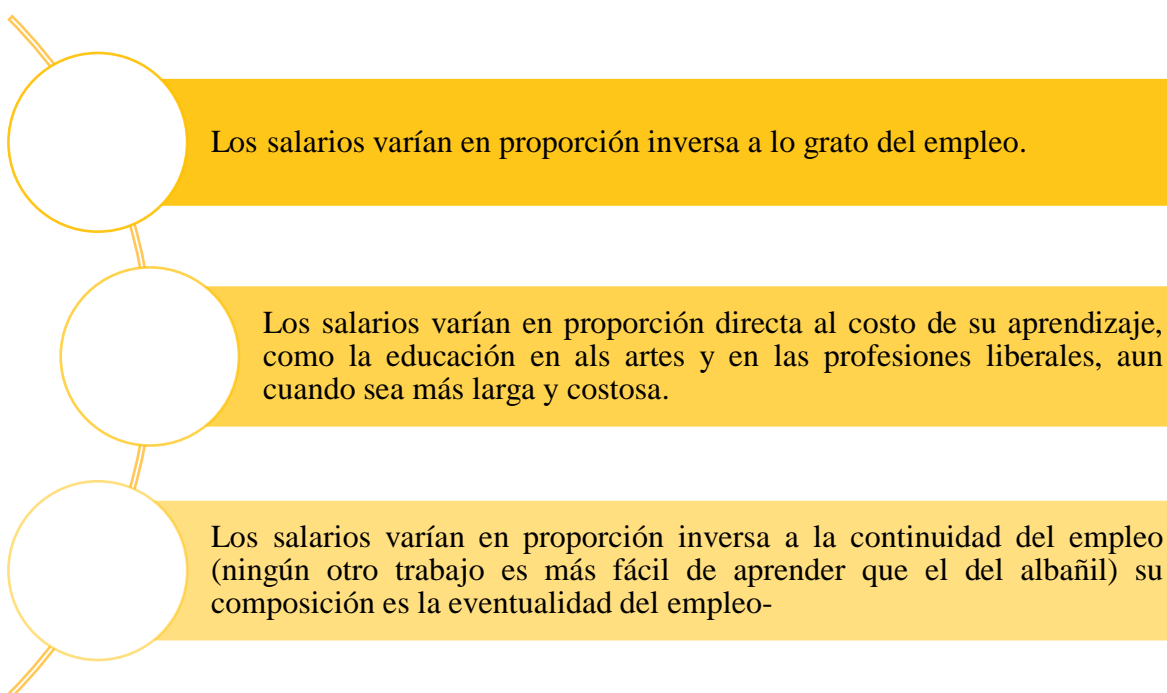 Los salarios varían en proporción inversa a lo grato del empleo.
Los salarios varían en proporción directa al costo de su aprendizaje,
como la educación en als artes y en las profesiones liberales, aun
cuando sea más larga y costosa.
Los salarios varían en proporción inversa a la continuidad del empleo
(ningún otro trabajo es más fácil de aprender que el del albañil) su
composición es la eventualidad del empleo-